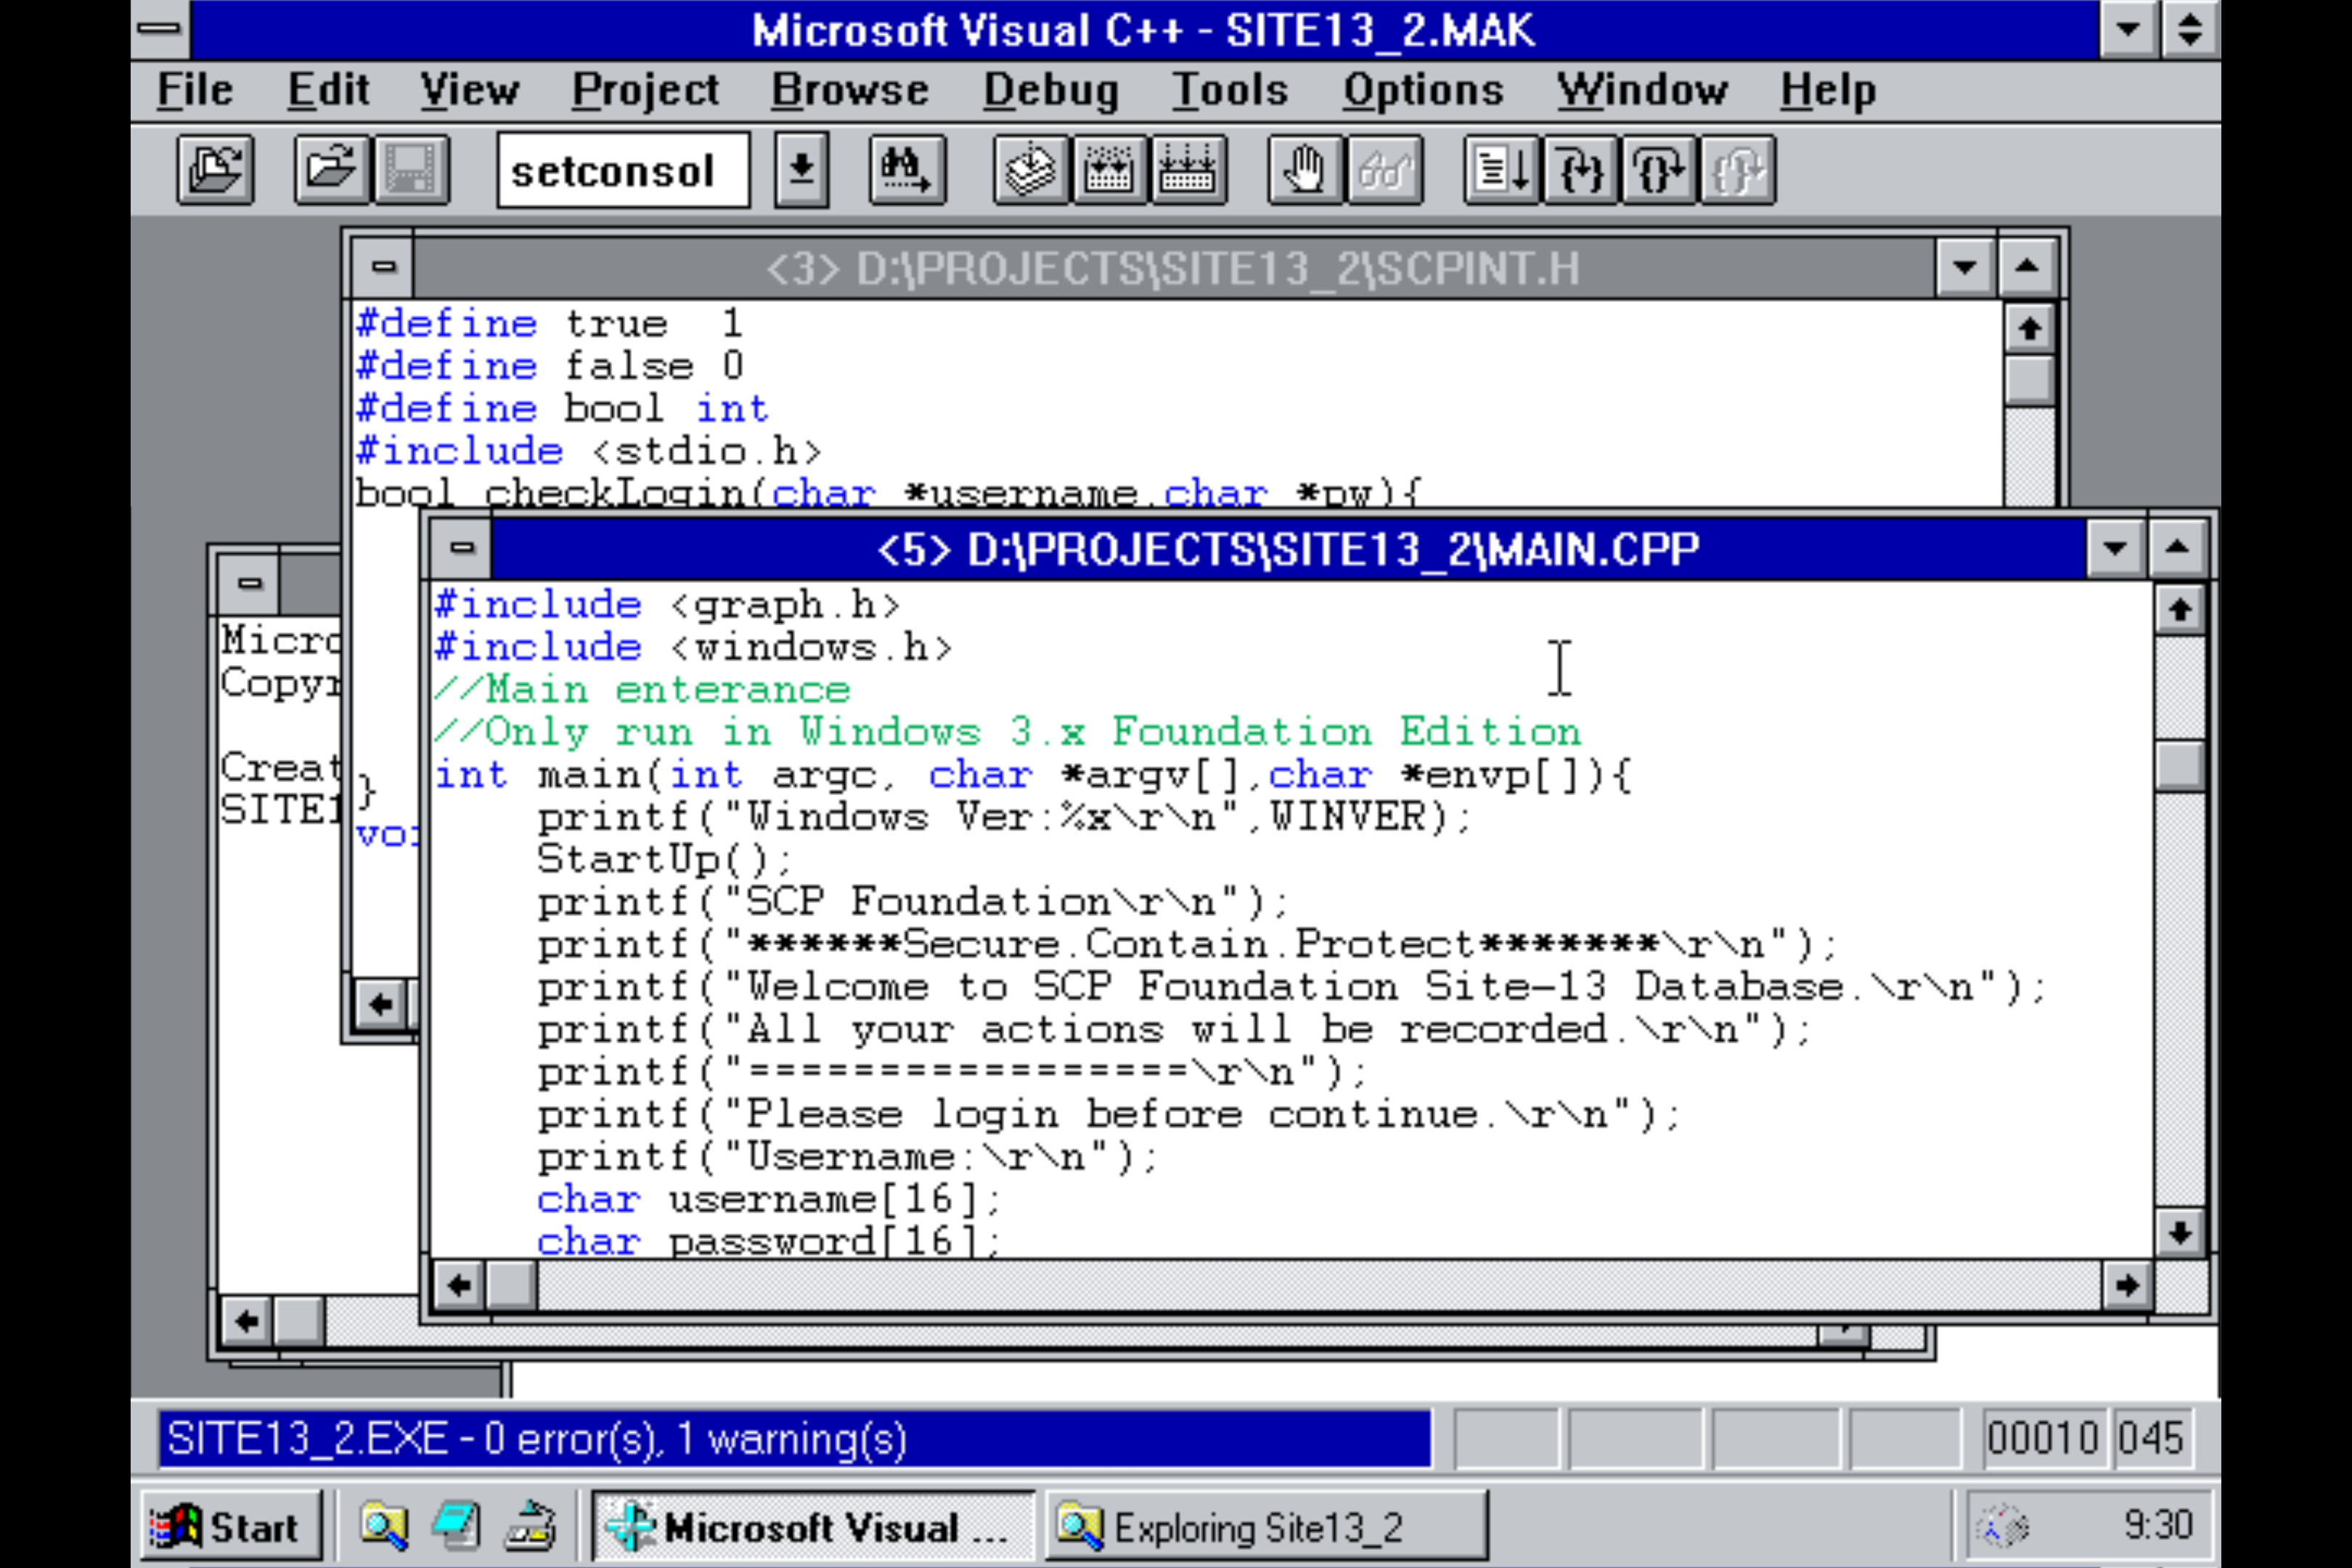 Microsoft Visual C++ - SITE13_2.MAK
File Edit View Project Browse Debug Tools Options Window Help
setconsol
<3> D:\PROJECTS\SITE13_2\SCPINT.H
#define true  1
#define false 0
#define bool int
#include <stdio.h>
bool checkLogin(char *username,char *pw){
}
Micro
Copyr
Creat
SITE1
voi
<5> D:\PROJECTS\SITE13_2\MAIN.CPP
#include <graph.h>
#include <windows.h>
//Main enterance
//Only run in Windows 3.x Foundation Edition
int main(int argc, char *argv[],char *envp[]){
printf("Windows Ver:%x\r\n",WINVER);
StartUp();
printf("SCP Foundation\r\n");
printf("******Secure.Contain.Protect*******\r\n");
printf("Welcome to SCP Foundation Site-13 Database.\r\n");
printf("All your actions will be recorded.\r\n");
printf("=================\r\n");
printf("Please login before continue.\r\n");
printf("Username:\r\n");
char username[16];
char password[16];
SITE13_2.EXE - 0 error(s), 1 warning(s)
00010 045
Start Microsoft Visual ... Exploring Site13_2 9:30